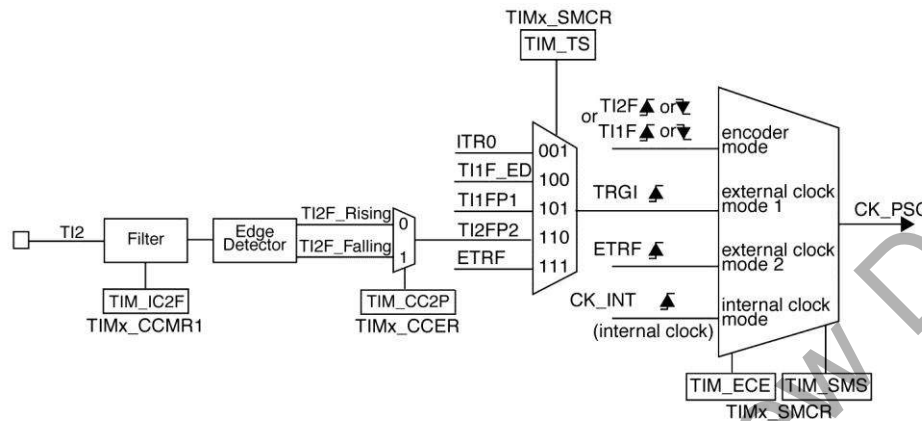 TIMx_SMCR
TIM_TS
TI2F or
or
TI1F or
encoder
mode
ITR0
001
TI1F_ED
100
TI1FP1
101
TI2FP2
110
ETRF
111
TRGI
external clock
mode 1
CK_PSC
ETRF
external clock
mode 2
CK_INT
(internal clock)
internal clock
mode
TI2
Filter
Edge
Detector
TI2F_Rising
0
TI2F_Falling
1
TIM_IC2F
TIMx_CCMR1
TIM_CC2P
TIMx_CCER
TIM_ECE
TIM_SMS
TIMx_SMCR